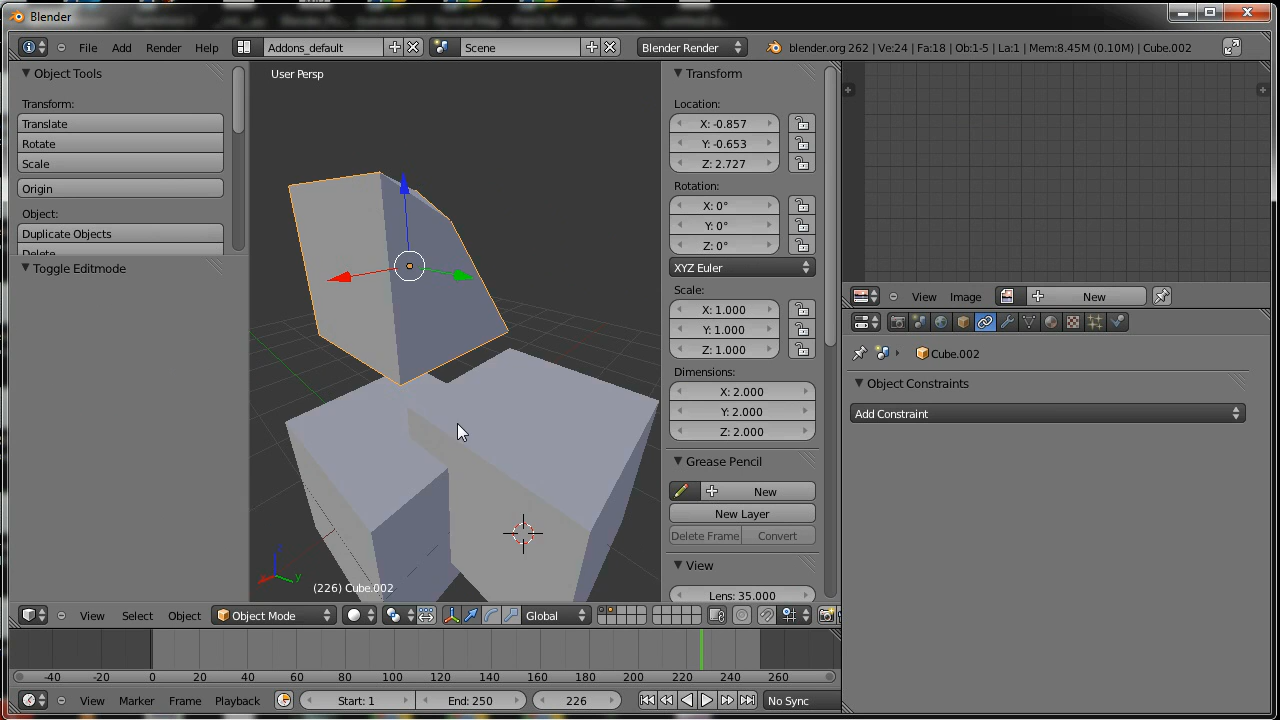 Blender
File Add Render Help Addons_default Scene Blender Render blender.org 262 | Ve:24 | Fa:18 | Ob:1-5 | La:1 | Mem:8.45M (0.10M) | Cube.002
Object Tools
Transform:
Translate
Rotate
Scale
Origin
Object:
Duplicate Objects
Delete
Toggle Editmode
User Persp
(226) Cube.002
Transform
Location:
X: -0.857
Y: -0.653
Z: 2.727
Rotation:
X: 0°
Y: 0°
Z: 0°
XYZ Euler
Scale:
X: 1.000
Y: 1.000
Z: 1.000
Dimensions:
X: 2.000
Y: 2.000
Z: 2.000
Grease Pencil
New
New Layer
Delete Frame Convert
View
Lens: 35.000
View Image New
Cube.002
Object Constraints
Add Constraint
View Select Object Object Mode Global
-40 -20 0 20 40 60 80 100 120 140 160 180 200 220 240 260
View Marker Frame Playback Start: 1 End: 250 226 No Sync